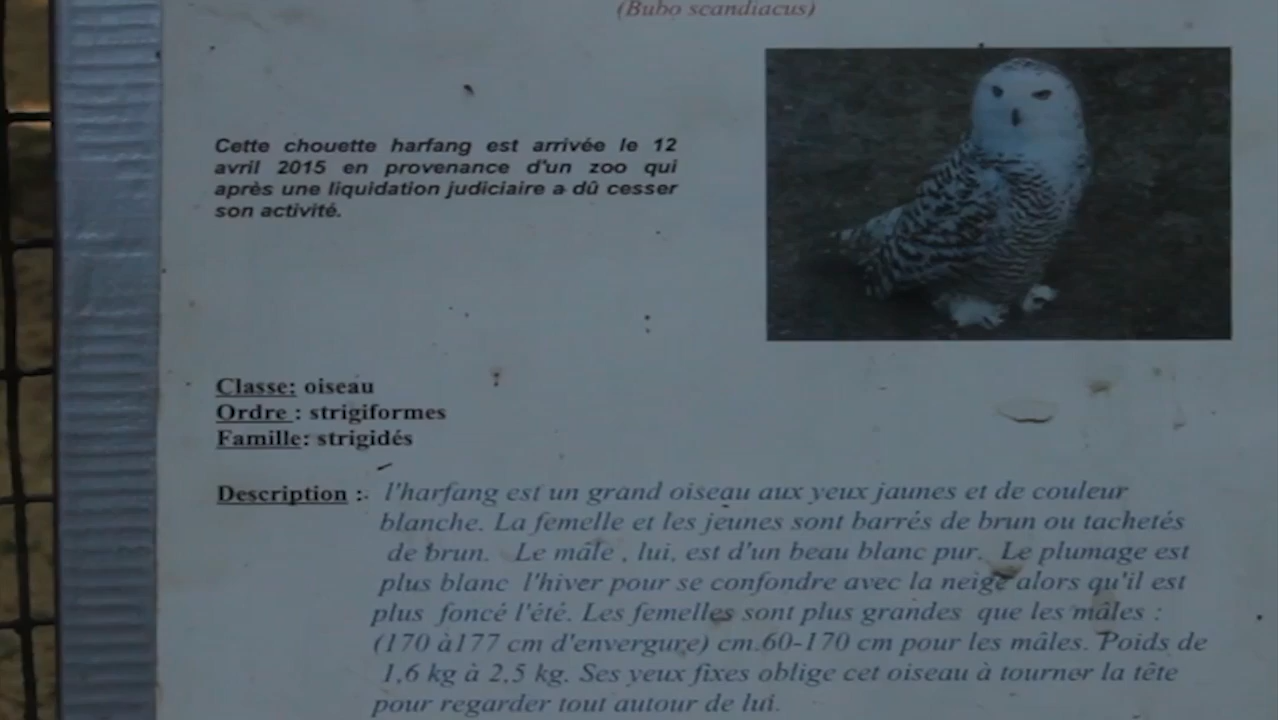 (Bubo scandiacus)
Cette chouette harfang est arrivée le 12
avril 2015 en provenance d'un zoo qui
après une liquidation judiciaire a dû cesser
son activité.
Classe: oiseau
Ordre : strigiformes
Famille: strigidés
Description : l'harfang est un grand oiseau aux yeux jaunes et de couleur
blanche. La femelle et les jeunes sont barrés de brun ou tachetés
de brun. Le mâle , lui, est d'un beau blanc pur. Le plumage est
plus blanc l'hiver pour se confondre avec la neige alors qu'il est
plus foncé l'été. Les femelles sont plus grandes que les mâles :
(170 à177 cm d'envergure) cm.60-170 cm pour les mâles. Poids de
1,6 kg à 2,5 kg. Ses yeux fixes oblige cet oiseau à tourner la tête
pour regarder tout autour de lui.